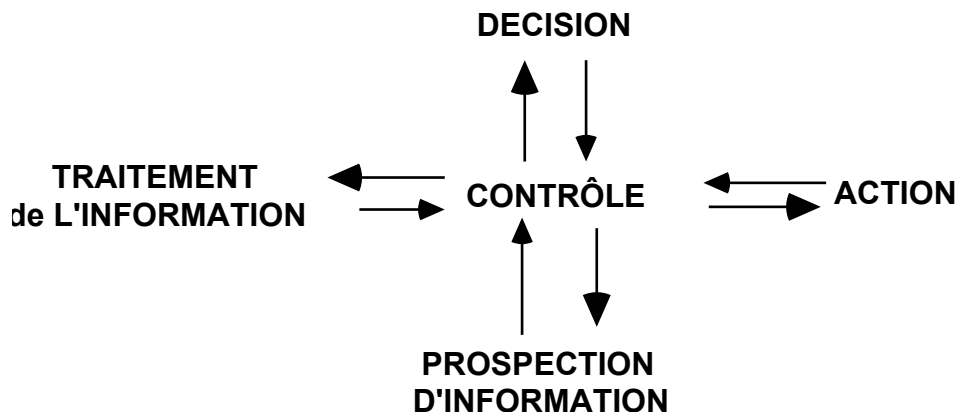 DECISION
TRAITEMENT
de L'INFORMATION
CONTRÔLE
ACTION
PROSPECTION
D'INFORMATION